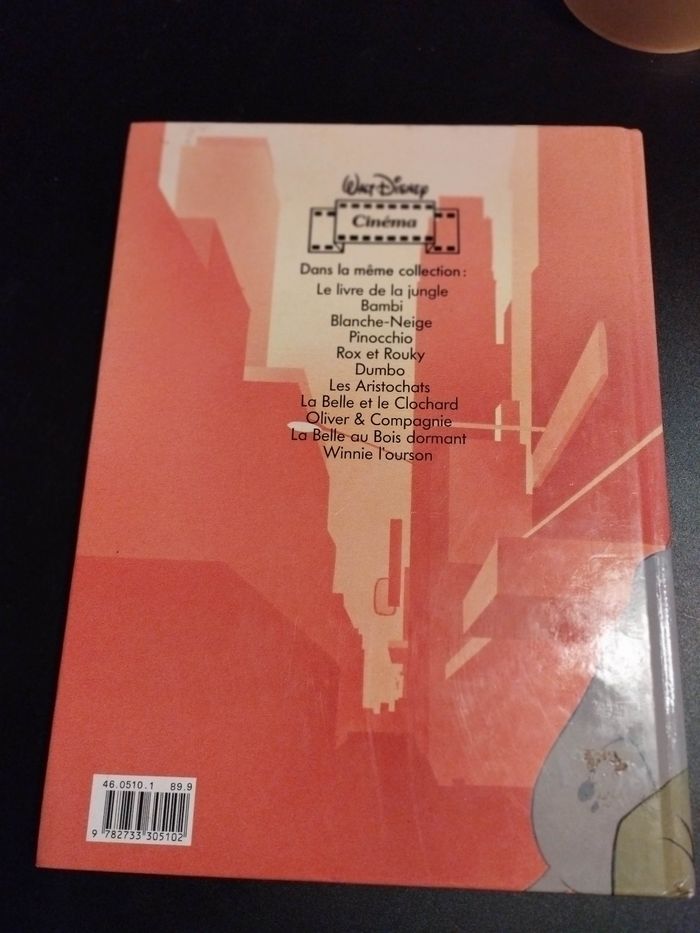 Walt Disney
Cinéma
Dans la même collection :
Le livre de la jungle
Bambi
Blanche-Neige
Pinocchio
Rox et Rouky
Dumbo
Les Aristochats
La Belle et le Clochard
Oliver & Compagnie
La Belle au Bois dormant
Winnie l'ourson
46.0510.1 89.9
9 782733 305102